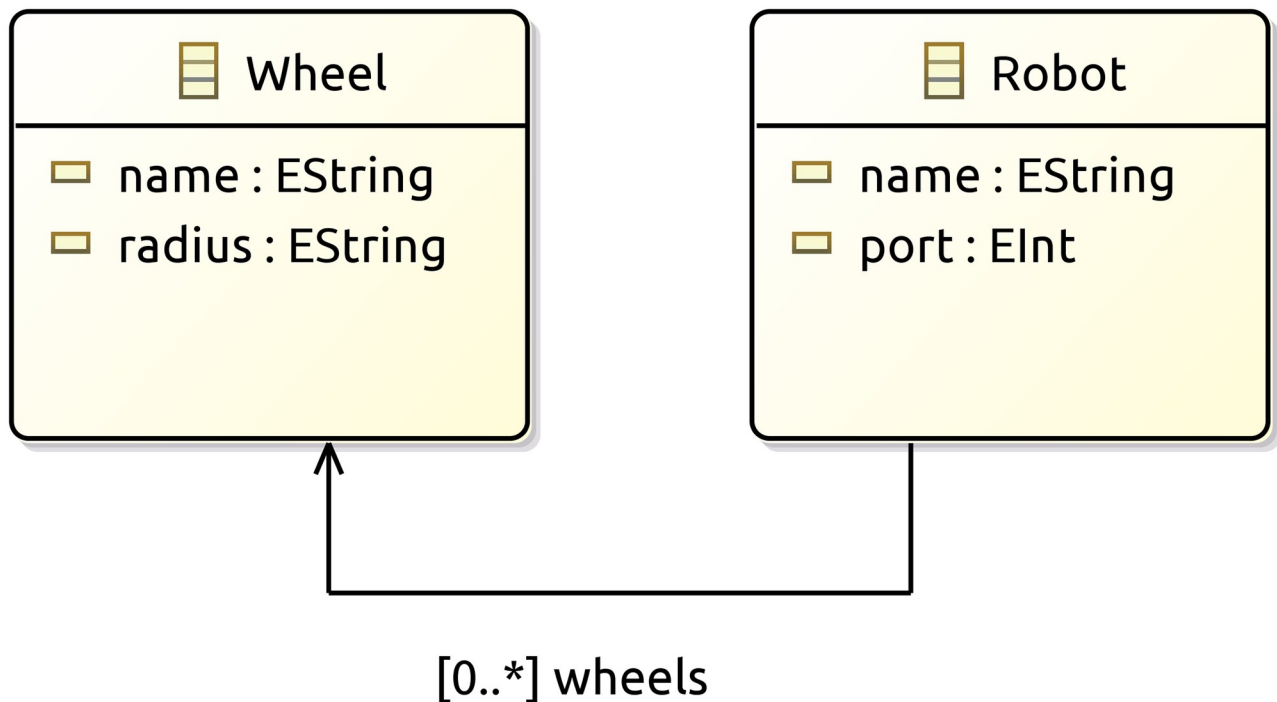 Wheel
name : EString
radius : EString
Robot
name : EString
port : EInt
[0..*] wheels